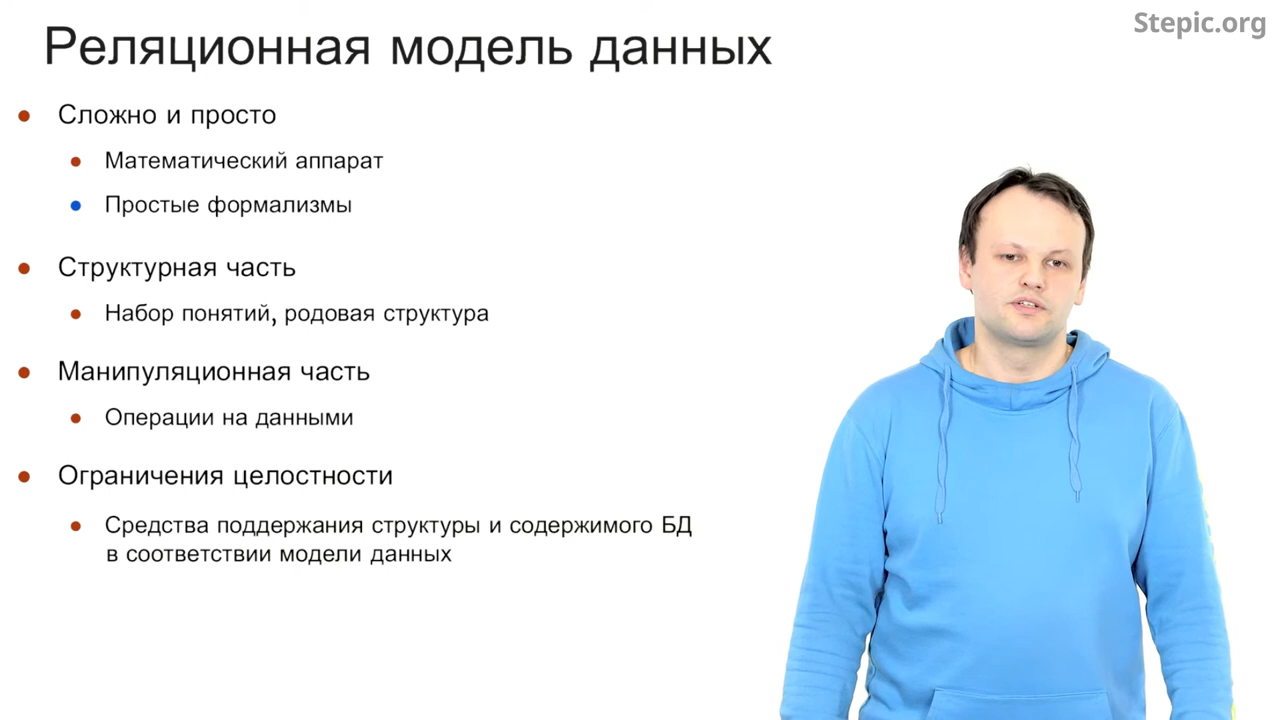 Stepic.org
Реляционная модель данных
Сложно и просто
Математический аппарат
Простые формализмы
Структурная часть
Набор понятий, родовая структура
Манипуляционная часть
Операции на данными
Ограничения целостности
Средства поддержания структуры и содержимого БД
в соответствии модели данных